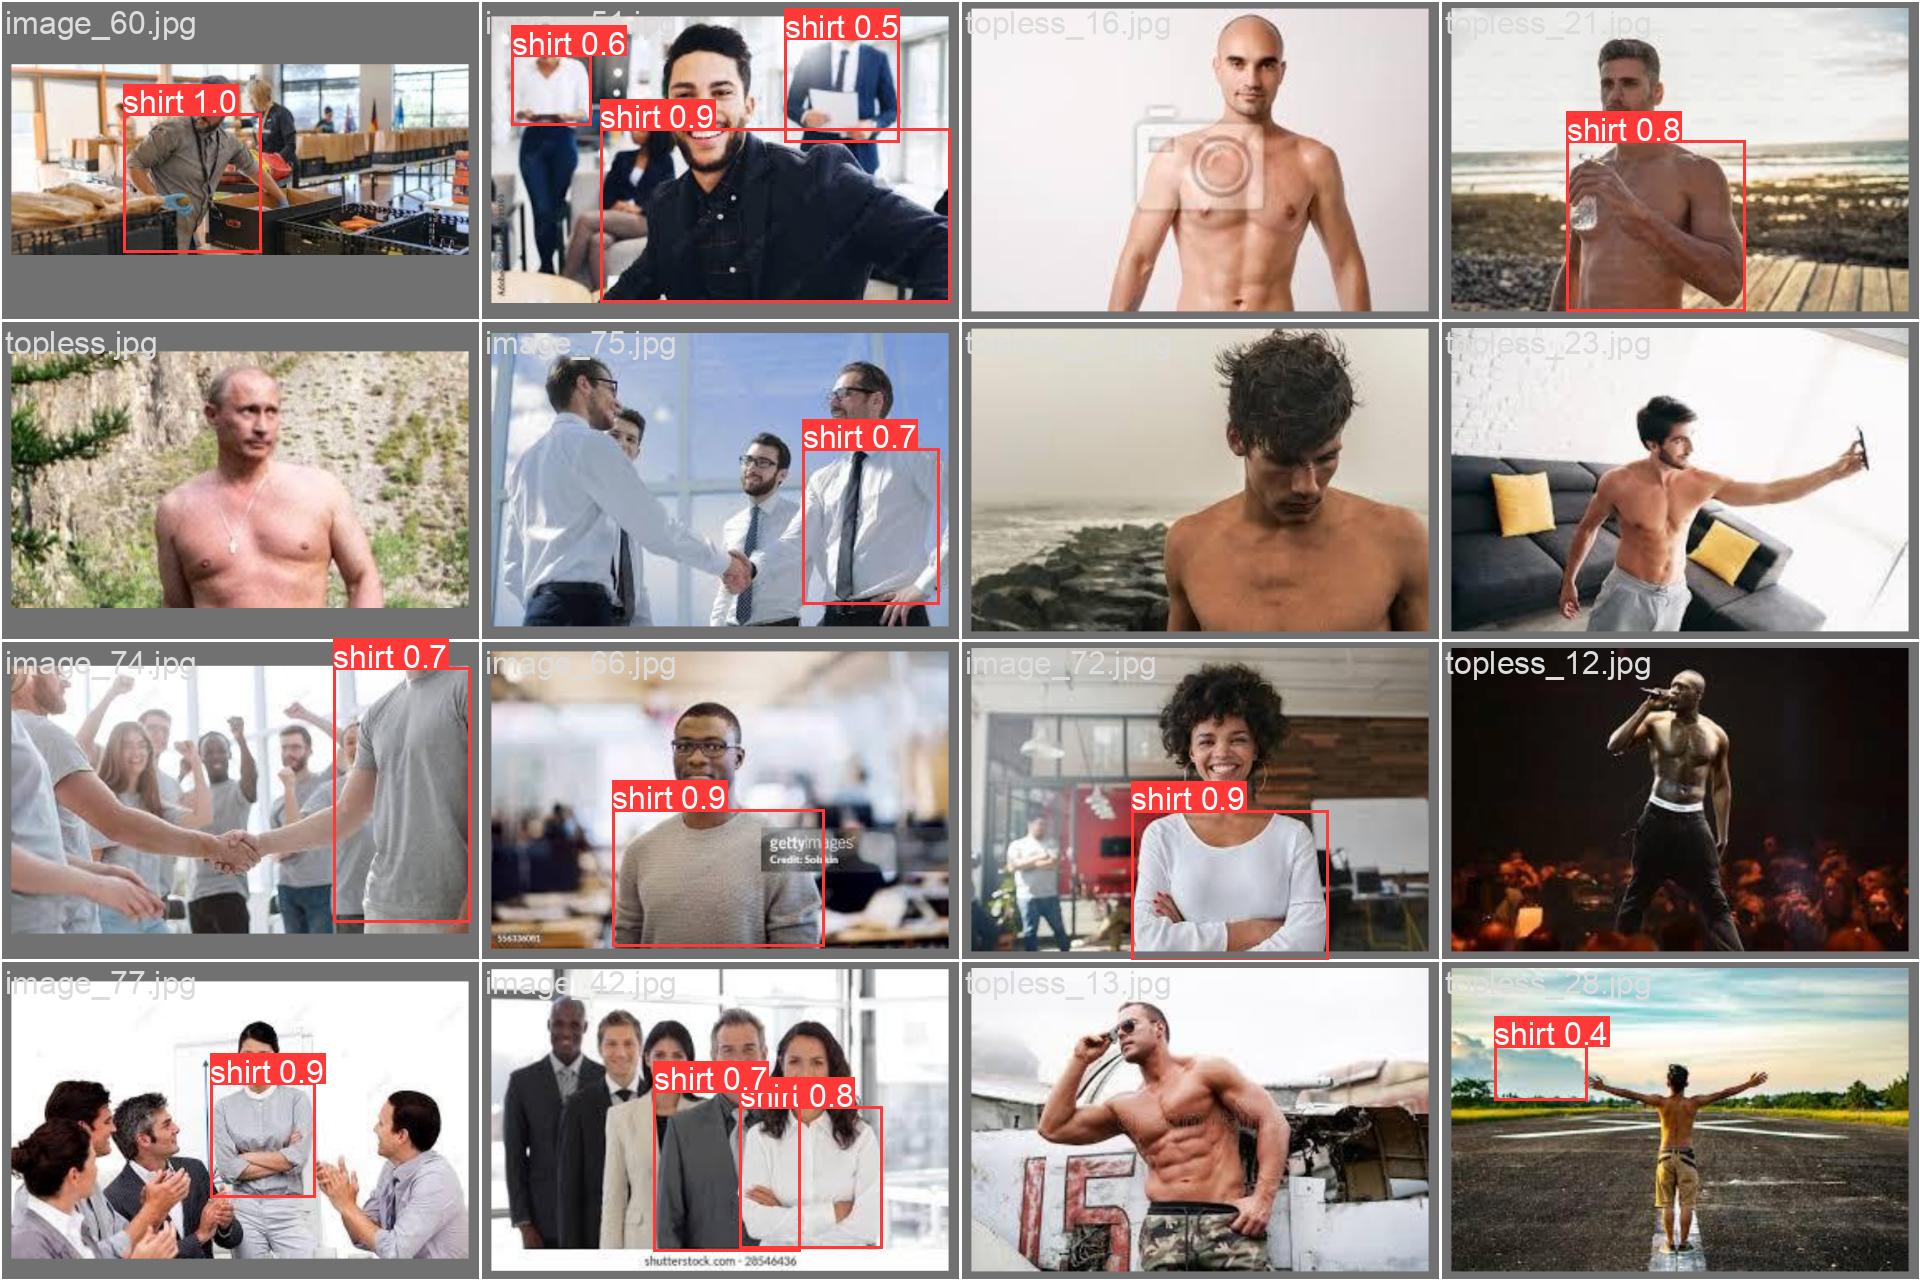 image_60.jpg
shirt 1.0
shirt 0.6
shirt 0.5
shirt 0.9
topless_16.jpg
topless_21.jpg
shirt 0.8
topless.jpg
image_75.jpg
shirt 0.7
topless_23.jpg
image_74.jpg
shirt 0.7
image_66.jpg
shirt 0.9
gettyimages
556336081
image_72.jpg
shirt 0.9
topless_12.jpg
image_77.jpg
shirt 0.9
image_42.jpg
shirt 0.7
shirt 0.8
shutterstock.com · 28546436
topless_13.jpg
15
topless_28.jpg
shirt 0.4